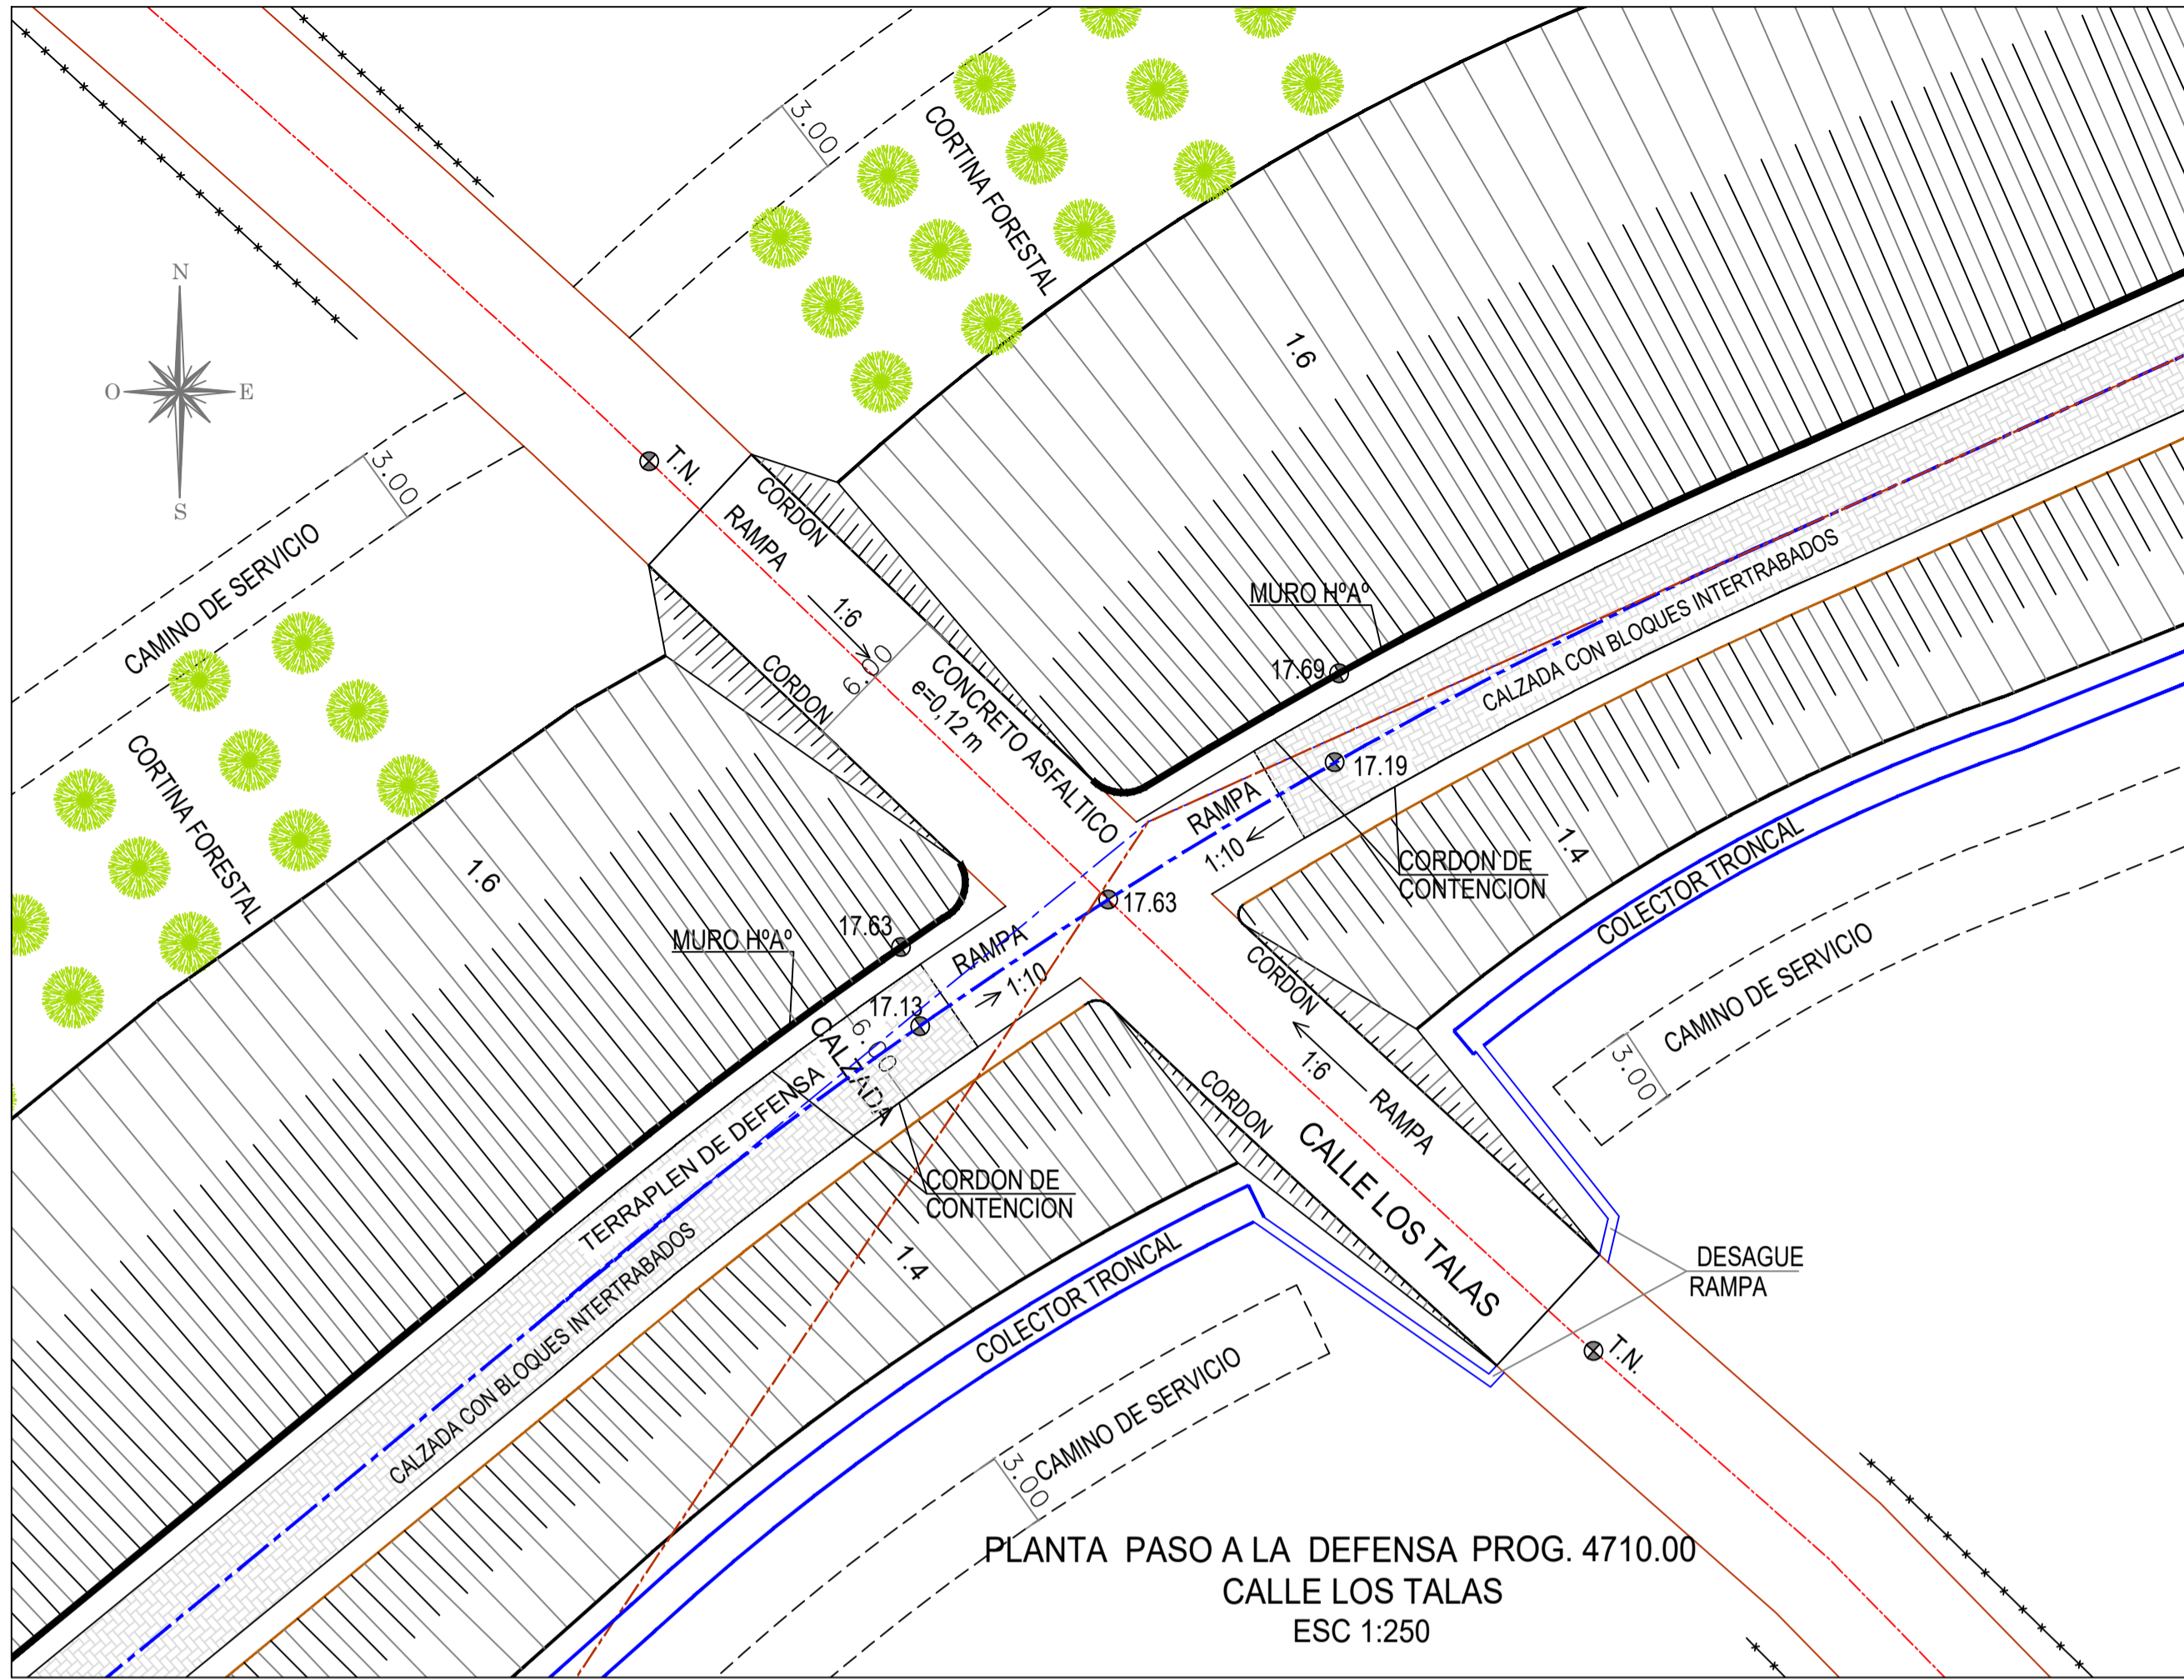 3.00
CORTINA FORESTAL
N
O
E
S
3.00
CAMINO DE SERVICIO
CORTINA FORESTAL
1.6
T.N.
CORDON
RAMPA
1:6
6.00
CORDON
CONCRETO ASFALTICO
e=0,12 m
MURO HºAº
17.69
CALZADA CON BLOQUES INTERTRABADOS
17.19
RAMPA
1:10
CORDON DE
CONTENCION
1.4
COLECTOR TRONCAL
CAMINO DE SERVICIO
3.00
1.6
MURO HºAº
17.63
17.63
RAMPA
1:10
17.13
6.00
CALZADA
TERRAPLEN DE DEFENSA
CALZADA CON BLOQUES INTERTRABADOS
CORDON DE
CONTENCION
CORDON
1:6
RAMPA
CORDON
CALLE LOS TALAS
1.4
COLECTOR TRONCAL
DESAGUE
RAMPA
T.N.
CAMINO DE SERVICIO
3.00
PLANTA PASO A LA DEFENSA PROG. 4710.00
CALLE LOS TALAS
ESC 1:250